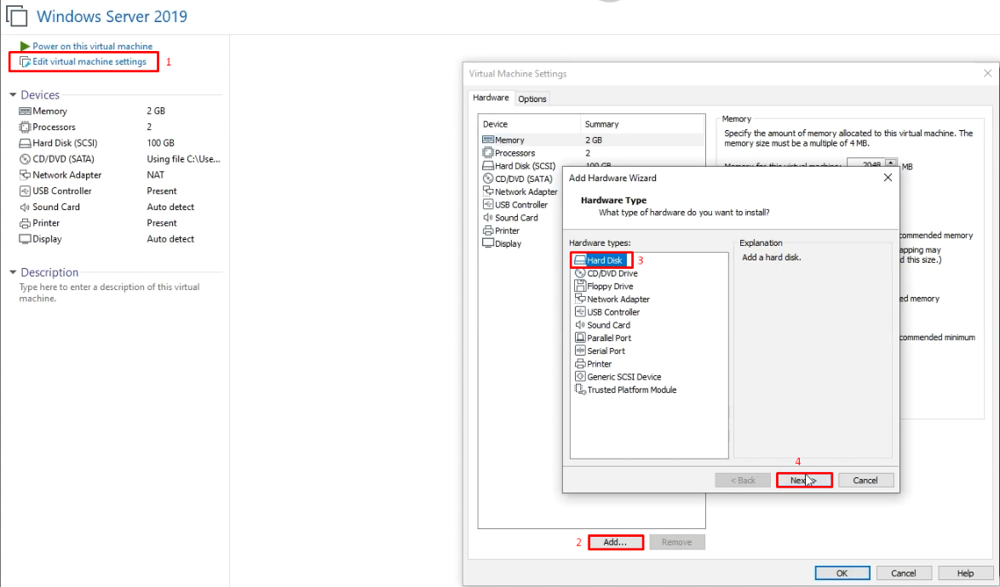 Windows Server 2019
Power on this virtual machine
Edit virtual machine settings 1
Devices
Memory 2 GB
Processors 2
Hard Disk (SCSI) 100 GB
CD/DVD (SATA) Using file C:\Use...
Network Adapter NAT
USB Controller Present
Sound Card Auto detect
Printer Present
Display Auto detect
Description
Type here to enter a description of this virtual
machine.
Virtual Machine Settings
Hardware Options
Device Summary
Memory 2 GB
Processors 2
Hard Disk (SCSI) 100 GB
CD/DVD (SATA)
Network Adapter
USB Controller
Sound Card
Printer
Display
2 Add... Remove
Memory
Specify the amount of memory allocated to this virtual machine. The
memory size must be a multiple of 4 MB.
Memory for this virtual machine: 2048 MB
commended memory
apping may
d this size.)
ed memory
commended minimum
Add Hardware Wizard
Hardware Type
What type of hardware do you want to install?
Hardware types:
Hard Disk 3
CD/DVD Drive
Floppy Drive
Network Adapter
USB Controller
Sound Card
Parallel Port
Serial Port
Printer
Generic SCSI Device
Trusted Platform Module
Explanation
Add a hard disk.
4
< Back Next > Cancel
OK Cancel Help